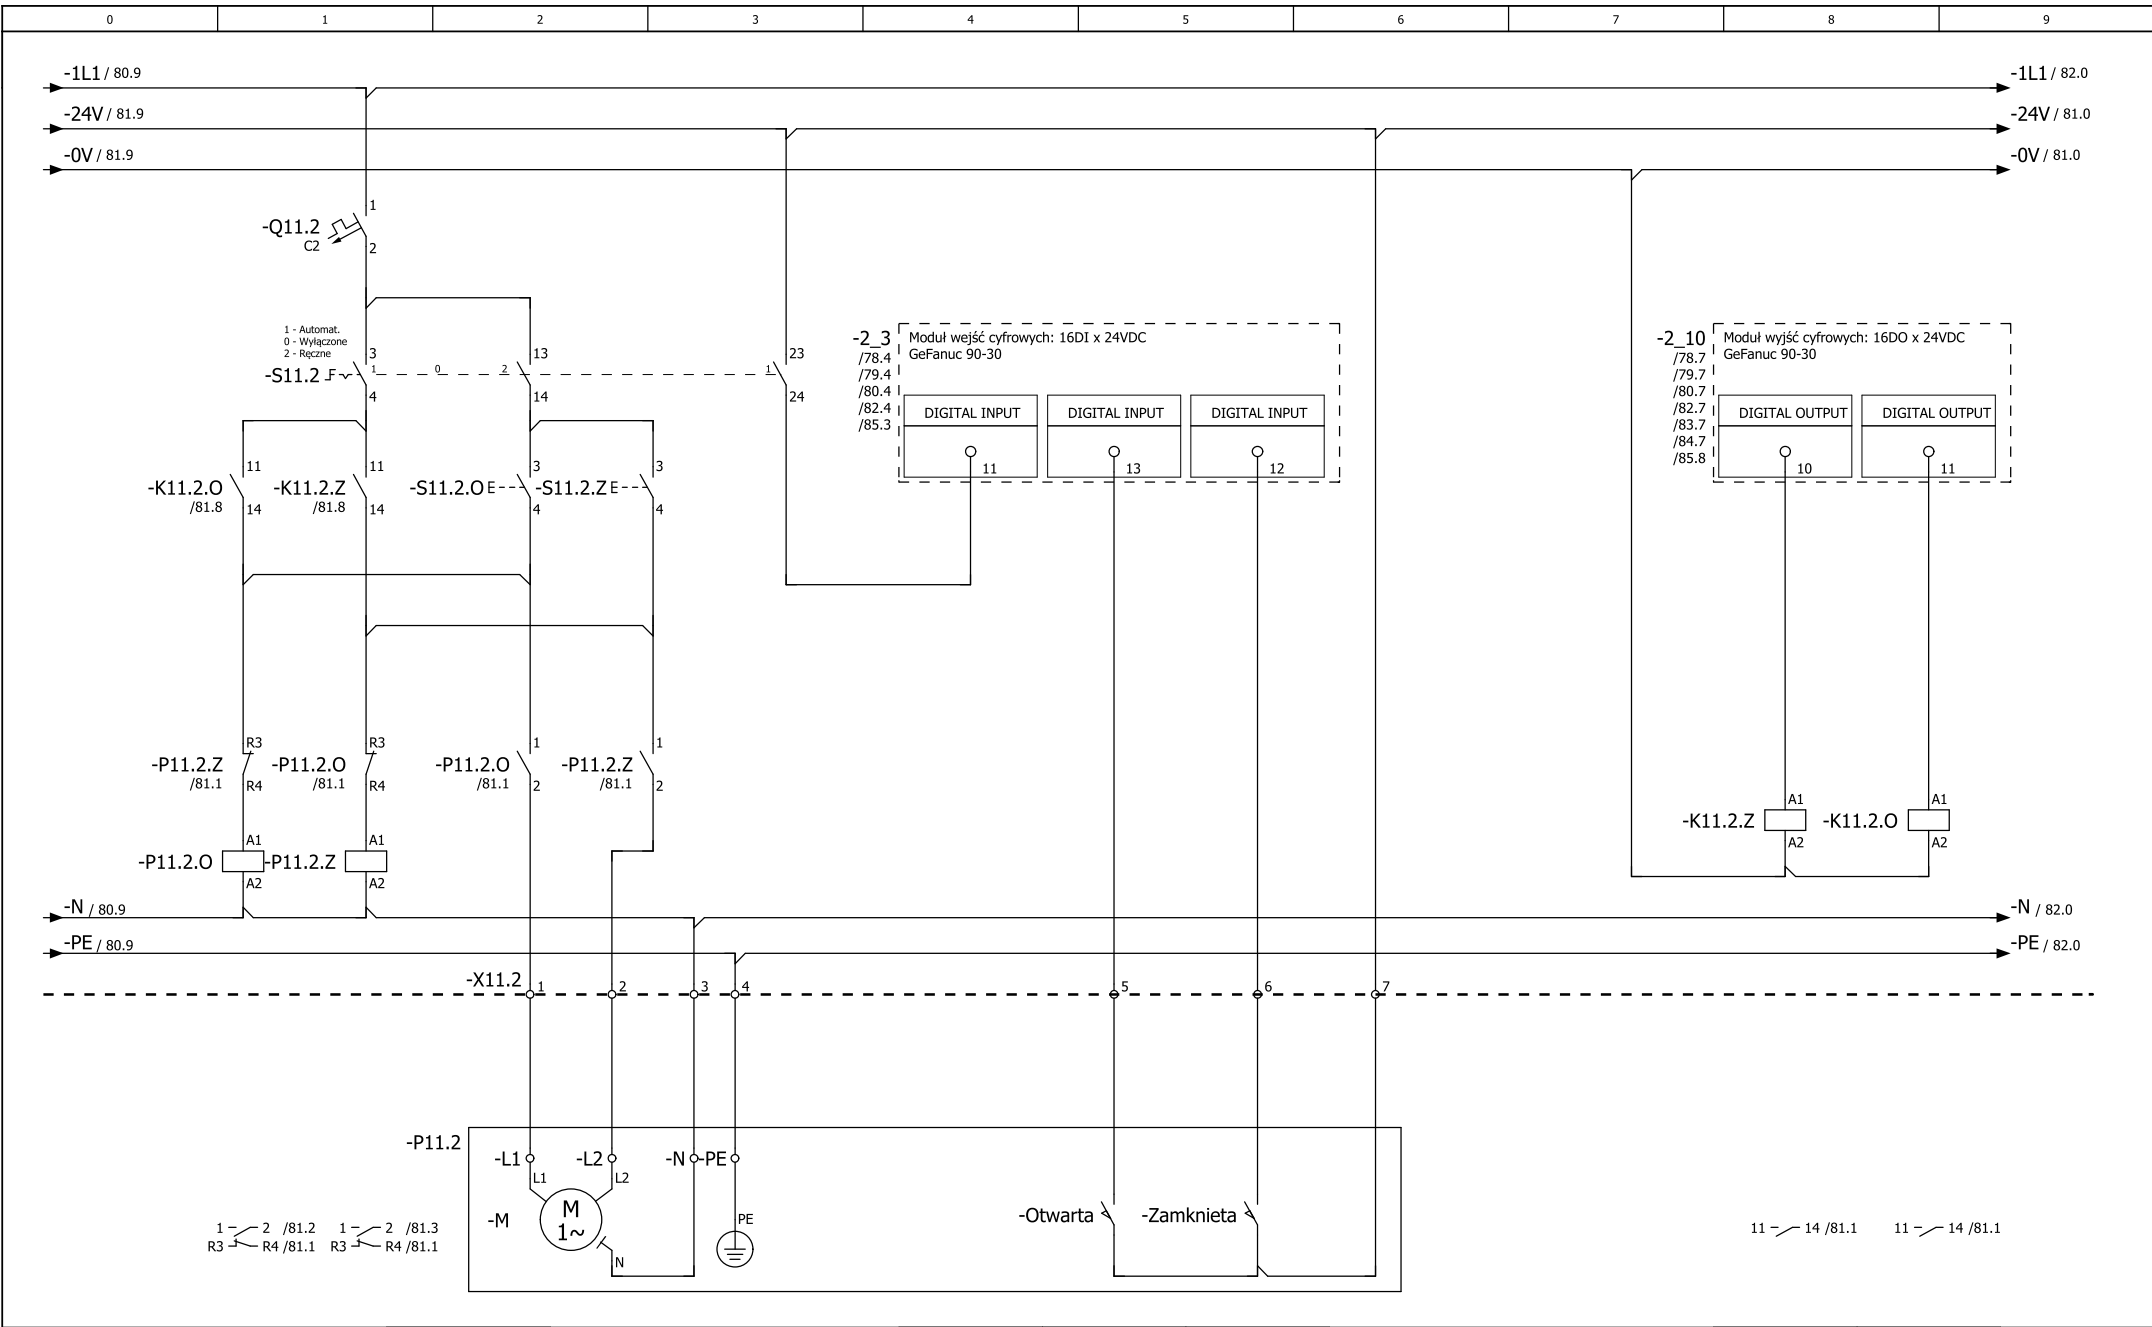 0 1 2 3 4 5 6 7 8 9
-1L1 / 80.9
-1L1 / 82.0
-24V / 81.9
-24V / 81.0
-0V / 81.9
-0V / 81.0
1
-Q11.2
C2
2
1 - Automat.
0 - Wyłączone
2 - Ręczne
-S11.2
3
1
4
0
2
13
14
23
1
24
-2_3
/78.4
/79.4
/80.4
/82.4
/85.3
Moduł wejść cyfrowych: 16DI x 24VDC
GeFanuc 90-30
DIGITAL INPUT
11
DIGITAL INPUT
13
DIGITAL INPUT
12
-2_10
/78.7
/79.7
/80.7
/82.7
/83.7
/84.7
/85.8
Moduł wyjść cyfrowych: 16DO x 24VDC
GeFanuc 90-30
DIGITAL OUTPUT
10
DIGITAL OUTPUT
11
11
-K11.2.O
/81.8
14
11
-K11.2.Z
/81.8
14
3
-S11.2.O
4
3
-S11.2.Z
4
R3
-P11.2.Z
/81.1
R4
R3
-P11.2.O
/81.1
R4
1
-P11.2.O
/81.1
2
1
-P11.2.Z
/81.1
2
A1
-P11.2.O
A2
A1
-P11.2.Z
A2
A1
-K11.2.Z
A2
A1
-K11.2.O
A2
-N / 80.9
-N / 82.0
-PE / 80.9
-PE / 82.0
-X11.2
1 2 3 4 5 6 7
-P11.2
-L1
L1
-L2
L2
-N
-PE
-M
M
1~
N
PE
-Otwarta
-Zamknieta
1 2 /81.2
R3 R4 /81.1
1 2 /81.3
R3 R4 /81.1
11 14 /81.1
11 14 /81.1